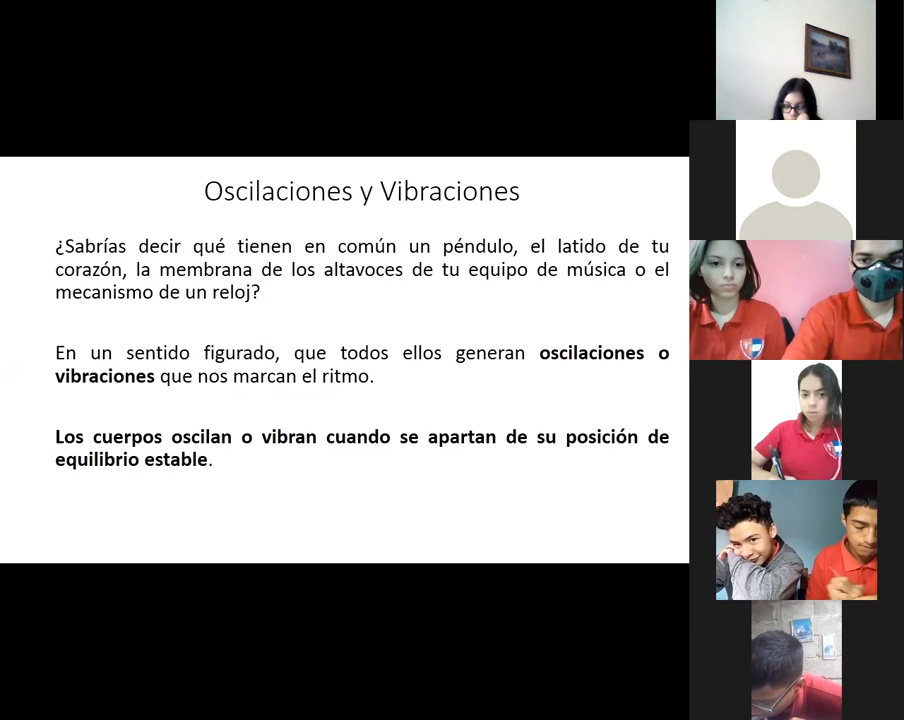 Oscilaciones y Vibraciones
¿Sabrías decir qué tienen en común un péndulo, el latido de tu
corazón, la membrana de los altavoces de tu equipo de música o el
mecanismo de un reloj?
En un sentido figurado, que todos ellos generan oscilaciones o
vibraciones que nos marcan el ritmo.
Los cuerpos oscilan o vibran cuando se apartan de su posición de
equilibrio estable.